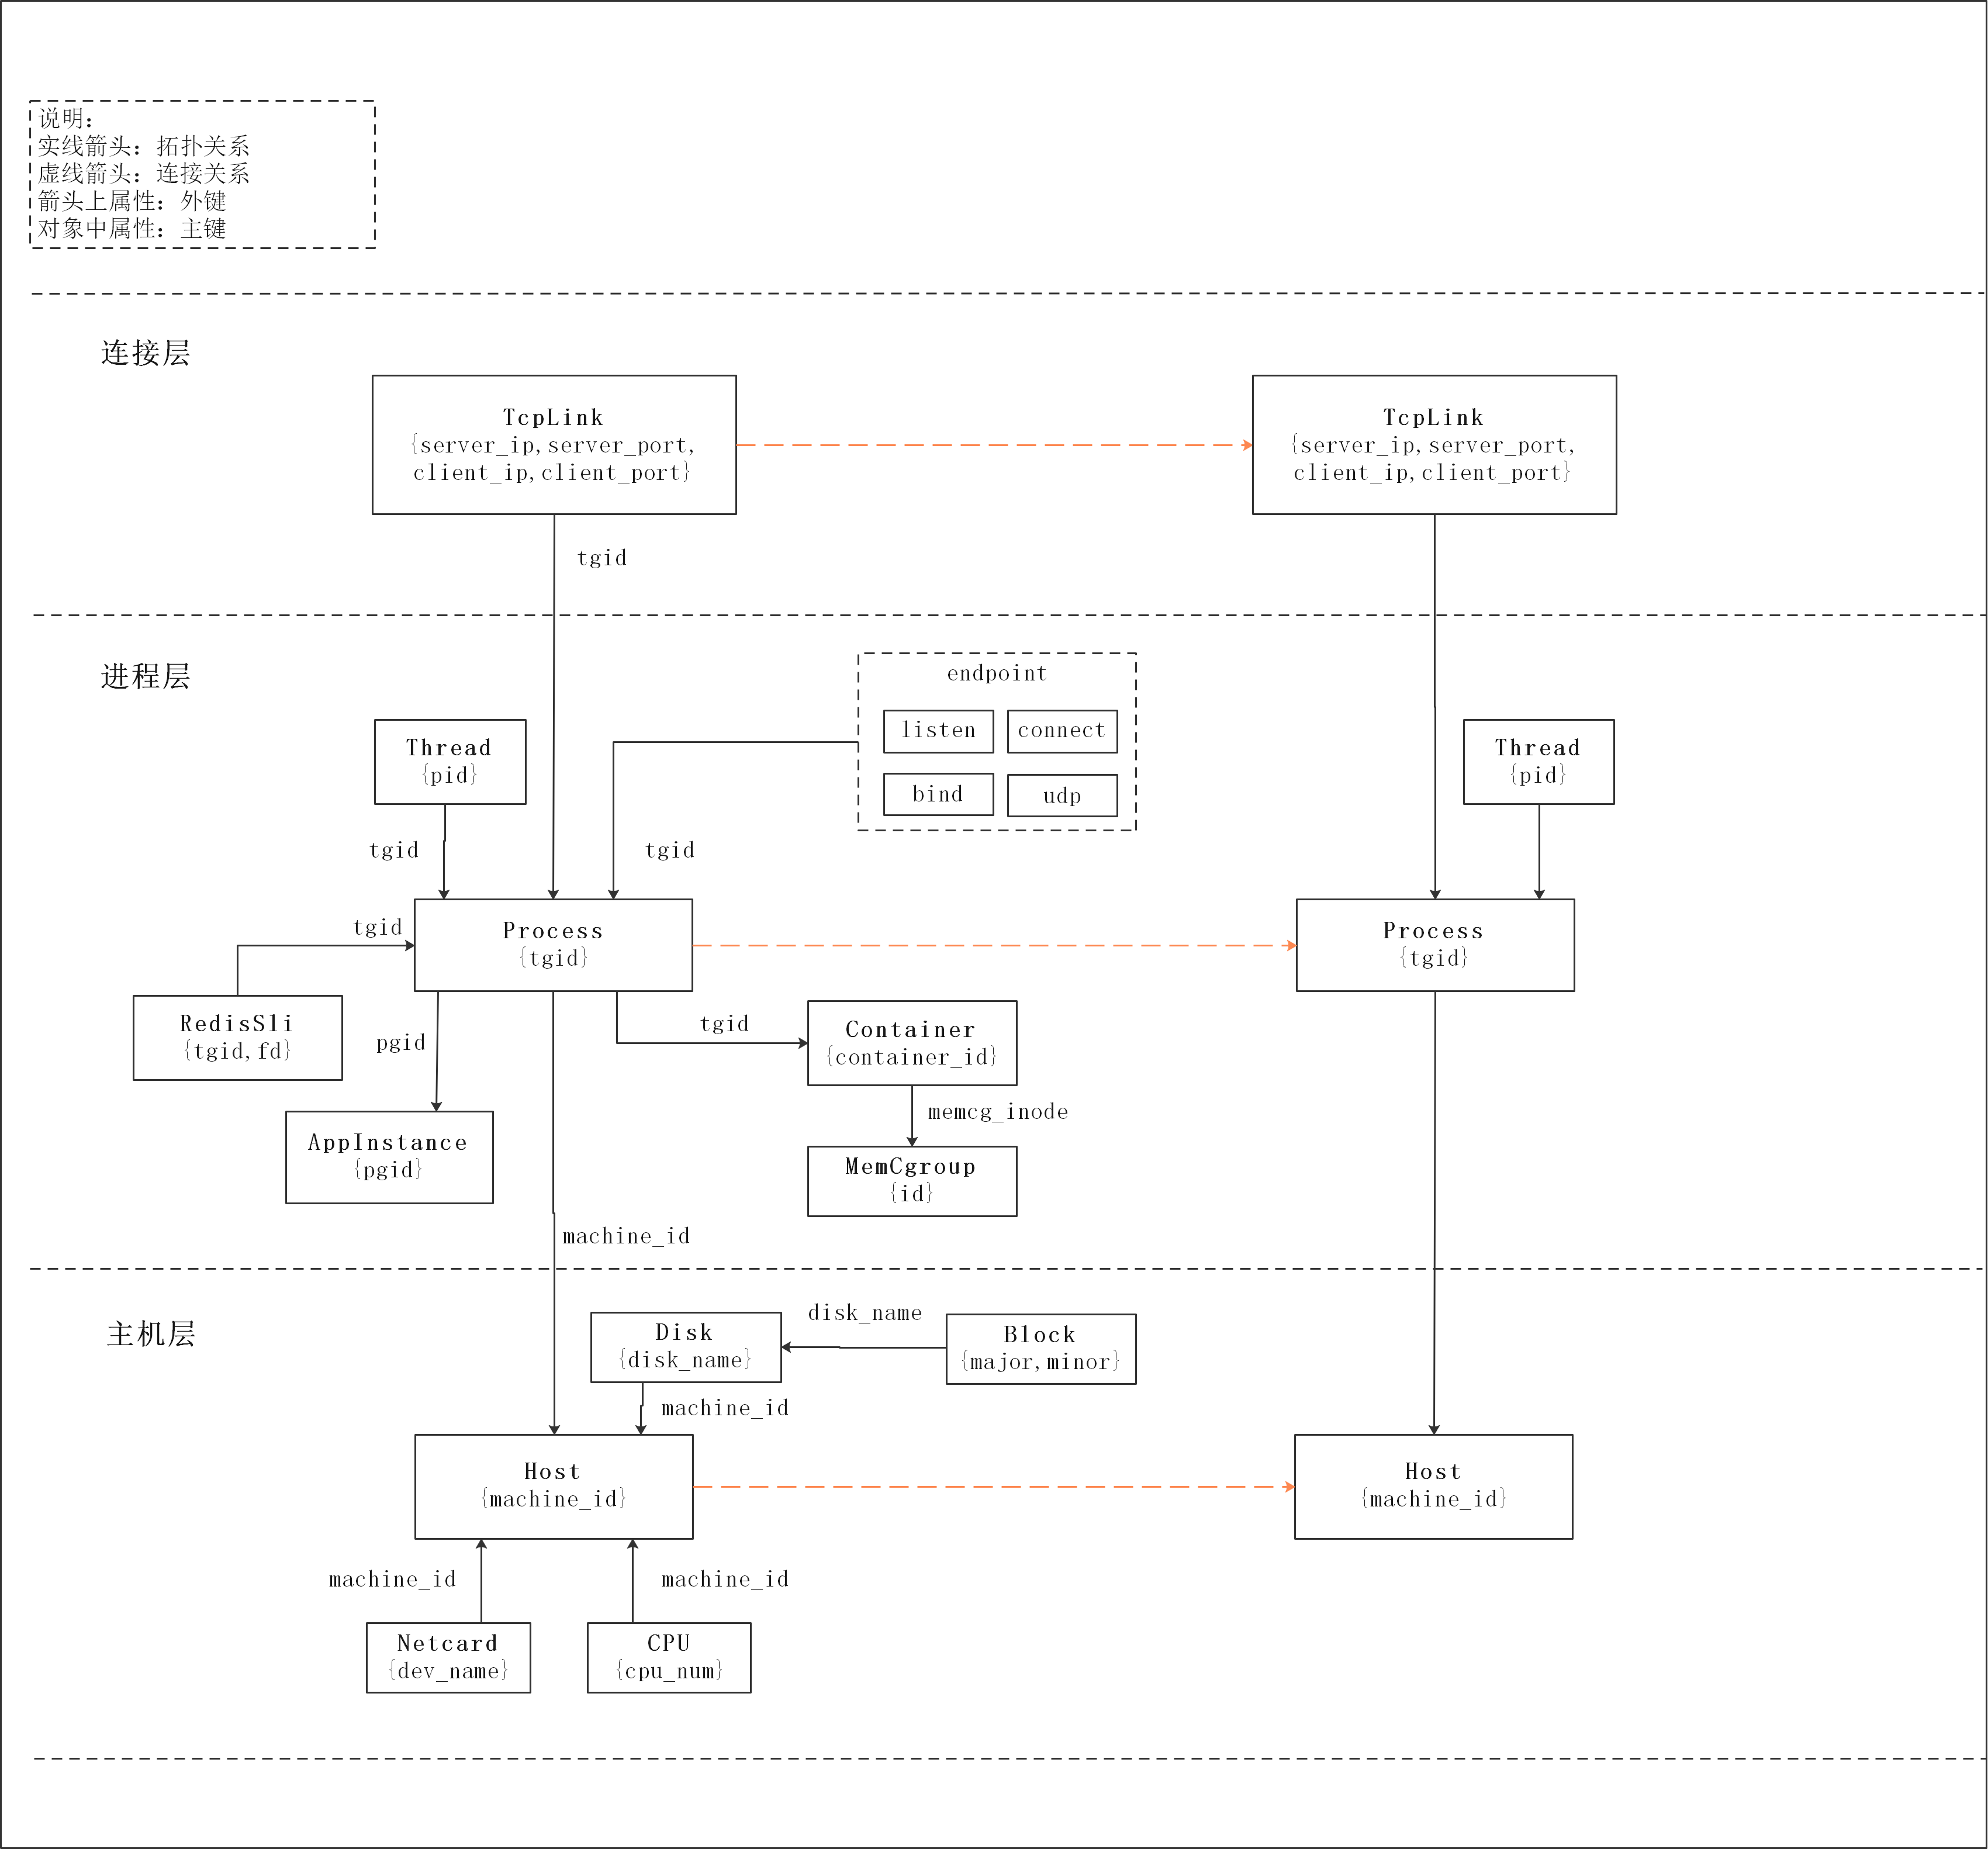 说明：
实线箭头：拓扑关系
虚线箭头：连接关系
箭头上属性：外键
对象中属性：主键
连接层
TcpLink
{server_ip,server_port,
client_ip,client_port}
TcpLink
{server_ip,server_port,
client_ip,client_port}
tgid
进程层
endpoint
listen
connect
bind
udp
Thread
{pid}
Thread
{pid}
tgid
tgid
tgid
Process
{tgid}
Process
{tgid}
RedisSli
{tgid,fd}
pgid
tgid
Container
{container_id}
memcg_inode
AppInstance
{pgid}
MemCgroup
{id}
machine_id
主机层
Disk
{disk_name}
disk_name
Block
{major,minor}
machine_id
Host
{machine_id}
Host
{machine_id}
machine_id
machine_id
Netcard
{dev_name}
CPU
{cpu_num}